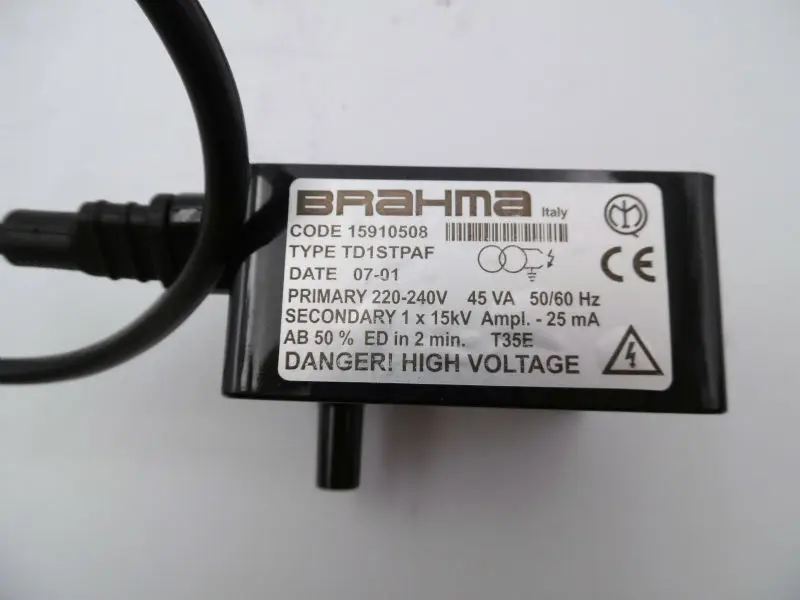 BRAHMA Italy
CODE 15910508
TYPE TD1STPAF
DATE 07-01
CE
PRIMARY 220-240V 45 VA 50/60 Hz
SECONDARY 1 x 15kV Ampl. - 25 mA
AB 50 % ED in 2 min. T35E
DANGER! HIGH VOLTAGE